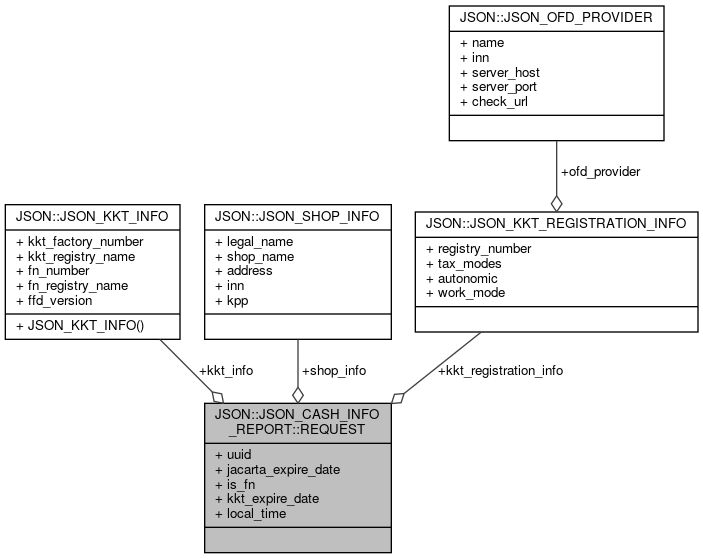 JSON::JSON_OFD_PROVIDER
+ name
+ inn
+ server_host
+ server_port
+ check_url
+ofd_provider
JSON::JSON_KKT_INFO
+ kkt_factory_number
+ kkt_registry_name
+ fn_number
+ fn_registry_name
+ ffd_version
+ JSON_KKT_INFO()
JSON::JSON_SHOP_INFO
+ legal_name
+ shop_name
+ address
+ inn
+ kpp
JSON::JSON_KKT_REGISTRATION_INFO
+ registry_number
+ tax_modes
+ autonomic
+ work_mode
+kkt_info
+shop_info
+kkt_registration_info
JSON::JSON_CASH_INFO
_REPORT::REQUEST
+ uuid
+ jacarta_expire_date
+ is_fn
+ kkt_expire_date
+ local_time